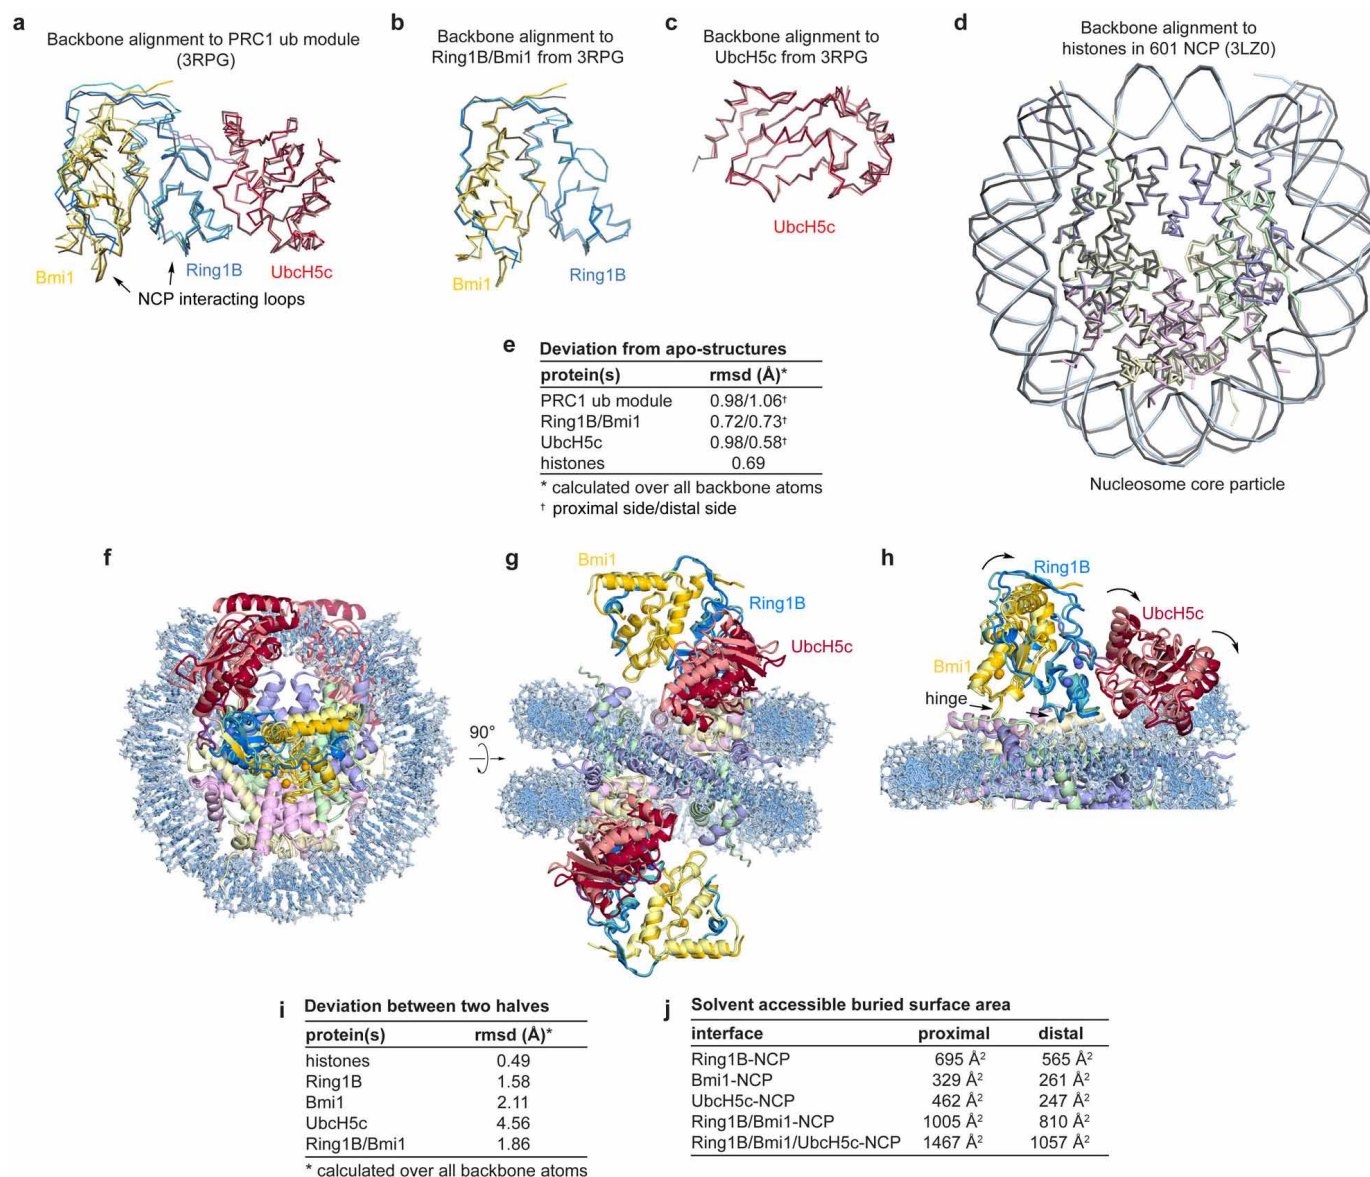 a
Backbone alignment to PRC1 ub module
(3RPG)
Bmi1
Ring1B
UbcH5c
NCP interacting loops
b
Backbone alignment to
Ring1B/Bmi1 from 3RPG
Bmi1
Ring1B
c
Backbone alignment to
UbcH5c from 3RPG
UbcH5c
d
Backbone alignment to
histones in 601 NCP (3LZ0)
Nucleosome core particle
e Deviation from apo-structures
protein(s) rmsd (Å)*
PRC1 ub module 0.98/1.06†
Ring1B/Bmi1 0.72/0.73†
UbcH5c 0.98/0.58†
histones 0.69
* calculated over all backbone atoms
† proximal side/distal side
f
90°
g
Bmi1
Ring1B
UbcH5c
h
Ring1B
UbcH5c
Bmi1
hinge
i Deviation between two halves
protein(s) rmsd (Å)*
histones 0.49
Ring1B 1.58
Bmi1 2.11
UbcH5c 4.56
Ring1B/Bmi1 1.86
* calculated over all backbone atoms
j Solvent accessible buried surface area
interface proximal distal
Ring1B-NCP 695 Å² 565 Å²
Bmi1-NCP 329 Å² 261 Å²
UbcH5c-NCP 462 Å² 247 Å²
Ring1B/Bmi1-NCP 1005 Å² 810 Å²
Ring1B/Bmi1/UbcH5c-NCP 1467 Å² 1057 Å²